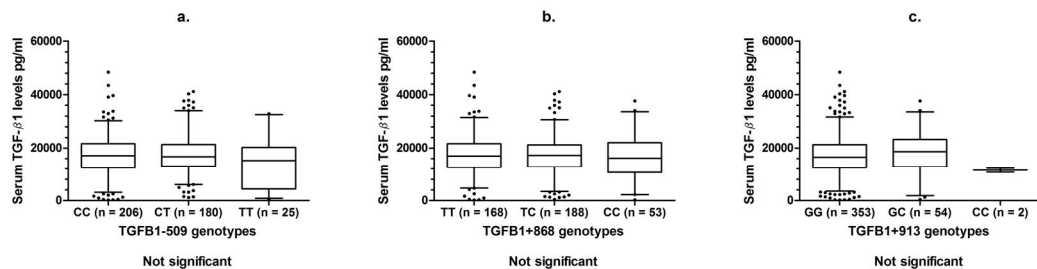 a.
Serum TGF-β1 levels pg/ml
60000
40000
20000
0
CC (n = 206) CT (n = 180) TT (n = 25)
TGFB1-509 genotypes
Not significant
b.
Serum TGF-β1 levels pg/ml
60000
40000
20000
0
TT (n = 168) TC (n = 188) CC (n = 53)
TGFB1+868 genotypes
Not significant
c.
Serum TGF-β1 levels pg/ml
60000
40000
20000
0
GG (n = 353) GC (n = 54) CC (n = 2)
TGFB1+913 genotypes
Not significant